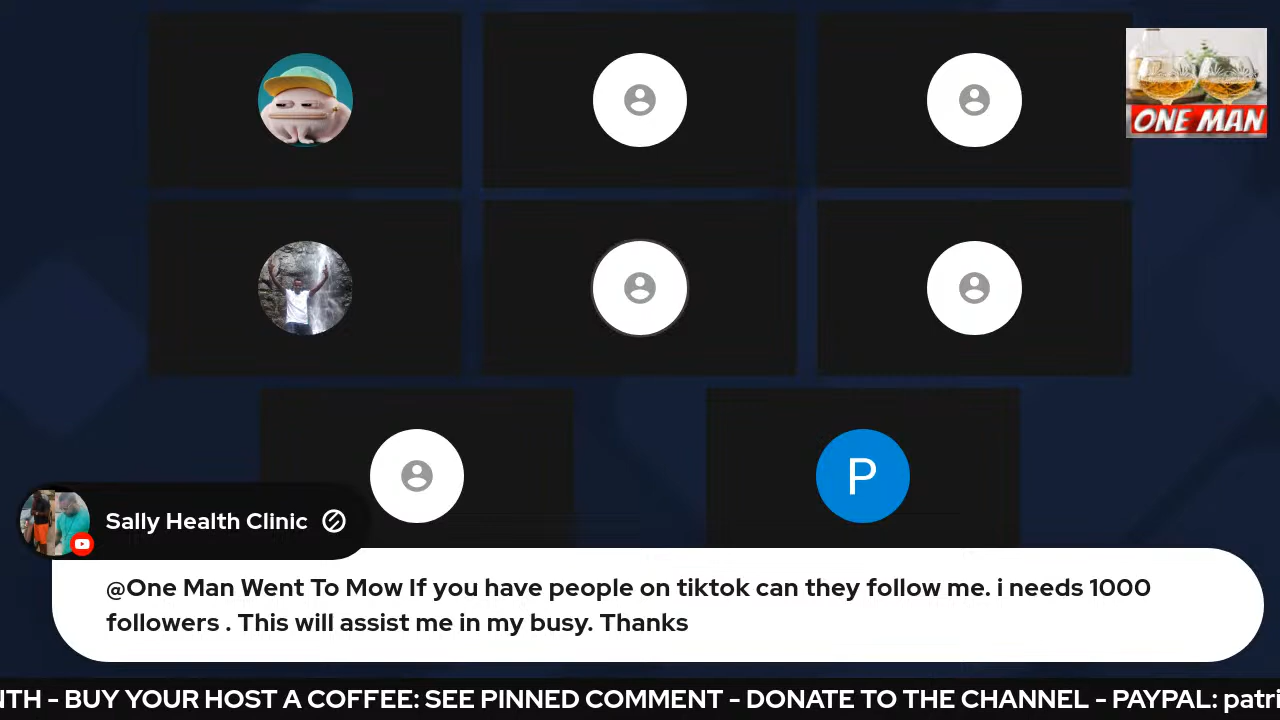 ONE MAN
P
Sally Health Clinic
@One Man Went To Mow If you have people on tiktok can they follow me. i needs 1000
followers . This will assist me in my busy. Thanks
NTH - BUY YOUR HOST A COFFEE: SEE PINNED COMMENT - DONATE TO THE CHANNEL - PAYPAL: patri